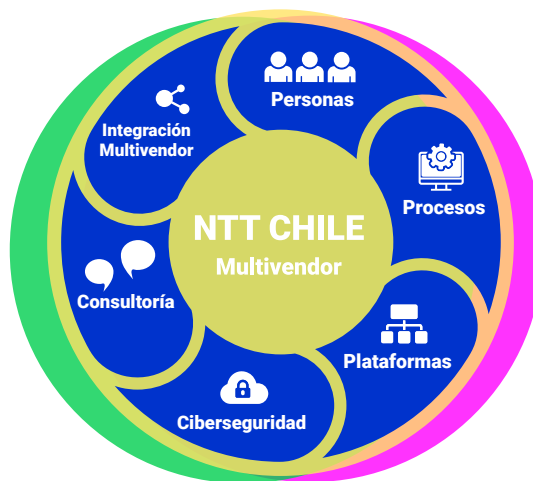 Personas
Integración
Multivendor
Procesos
NTT CHILE
Multivendor
Consultoría
Plataformas
Ciberseguridad